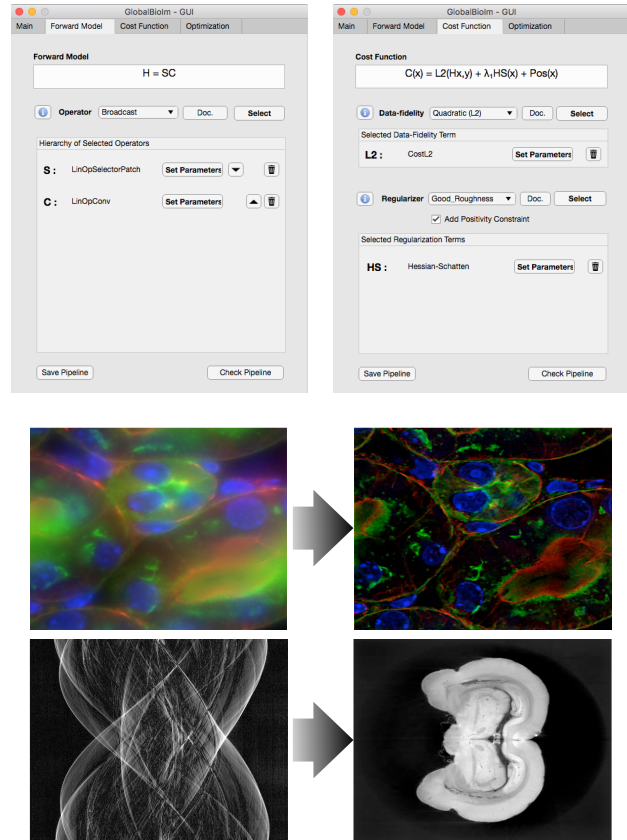 GlobalBioIm - GUI
Main Forward Model Cost Function Optimization
Forward Model
H = SC
Operator Broadcast Doc. Select
Hierarchy of Selected Operators
S : LinOpSelectorPatch Set Parameters
C : LinOpConv Set Parameters
Save Pipeline Check Pipeline
GlobalBioIm - GUI
Main Forward Model Cost Function Optimization
Cost Function
C(x) = L2(Hx,y) + λ₁HS(x) + Pos(x)
Data-fidelity Quadratic (L2) Doc. Select
Selected Data-Fidelity Term
L2 : CostL2 Set Parameters
Regularizer Good_Roughness Doc. Select
Add Positivity Constraint
Selected Regularization Terms
HS : Hessian-Schatten Set Parameters
Save Pipeline Check Pipeline